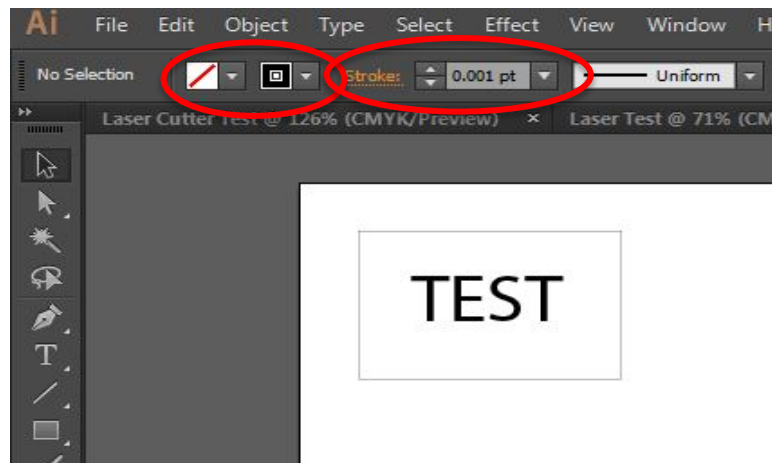 Ai File Edit Object Type Select Effect View Window H
No Selection Stroke: 0.001 pt Uniform
Laser Cutter Test @ 126% (CMYK/Preview) × Laser Test @ 71% (CM
TEST
T